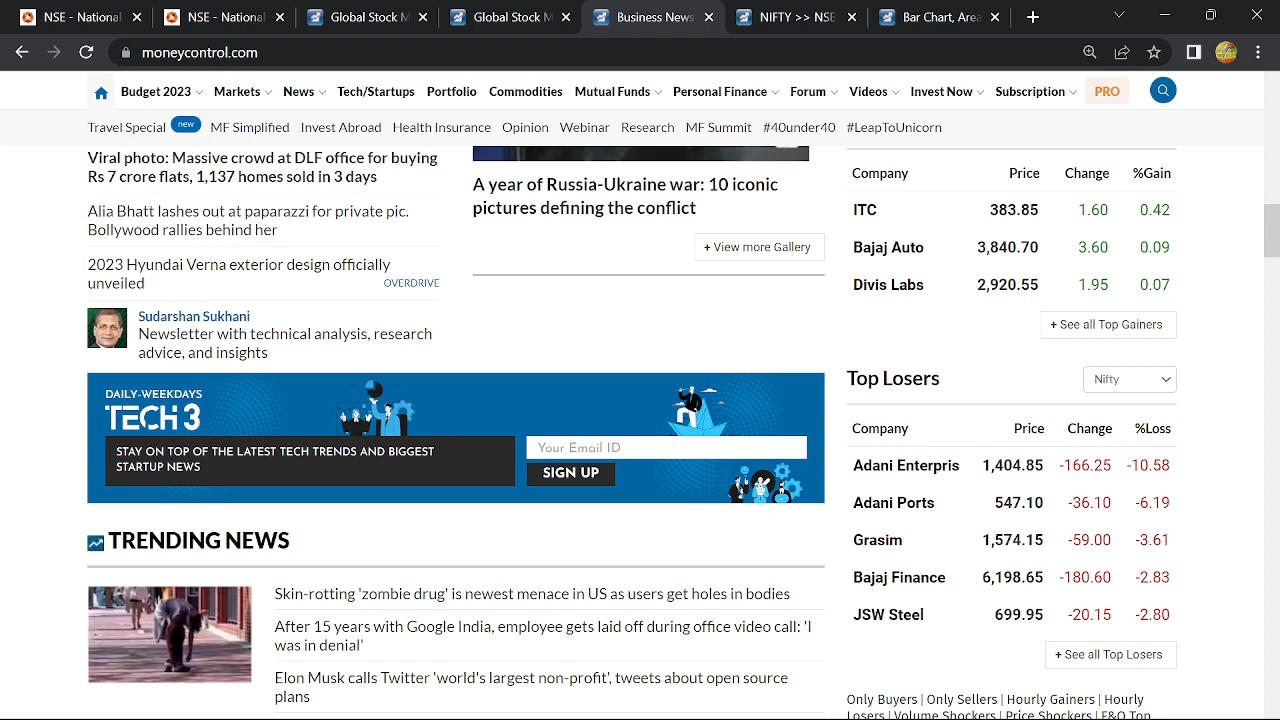 NSE - National
NSE - National
Global Stock M
Global Stock M
Business News
NIFTY >> NSE
Bar Chart, Area
moneycontrol.com
Budget 2023 Markets News Tech/Startups Portfolio Commodities Mutual Funds Personal Finance Forum Videos Invest Now Subscription PRO
Travel Special new MF Simplified Invest Abroad Health Insurance Opinion Webinar Research MF Summit #40under40 #LeapToUnicorn
Viral photo: Massive crowd at DLF office for buying
Rs 7 crore flats, 1,137 homes sold in 3 days
Alia Bhatt lashes out at paparazzi for private pic.
Bollywood rallies behind her
2023 Hyundai Verna exterior design officially
unveiled
OVERDRIVE
Sudarshan Sukhani
Newsletter with technical analysis, research
advice, and insights
A year of Russia-Ukraine war: 10 iconic
pictures defining the conflict
+ View more Gallery
Company Price Change %Gain
ITC 383.85 1.60 0.42
Bajaj Auto 3,840.70 3.60 0.09
Divis Labs 2,920.55 1.95 0.07
+ See all Top Gainers
DAILY-WEEKDAYS
TECH 3
STAY ON TOP OF THE LATEST TECH TRENDS AND BIGGEST
STARTUP NEWS
Your Email ID
SIGN UP
Top Losers Nifty
Company Price Change %Loss
Adani Enterpris 1,404.85 -166.25 -10.58
Adani Ports 547.10 -36.10 -6.19
Grasim 1,574.15 -59.00 -3.61
Bajaj Finance 6,198.65 -180.60 -2.83
JSW Steel 699.95 -20.15 -2.80
+ See all Top Losers
TRENDING NEWS
Skin-rotting 'zombie drug' is newest menace in US as users get holes in bodies
After 15 years with Google India, employee gets laid off during office video call: 'I
was in denial'
Elon Musk calls Twitter 'world's largest non-profit', tweets about open source
plans
Only Buyers | Only Sellers | Hourly Gainers | Hourly
Losers | Volume Shockers | Price Shockers | F&O Top